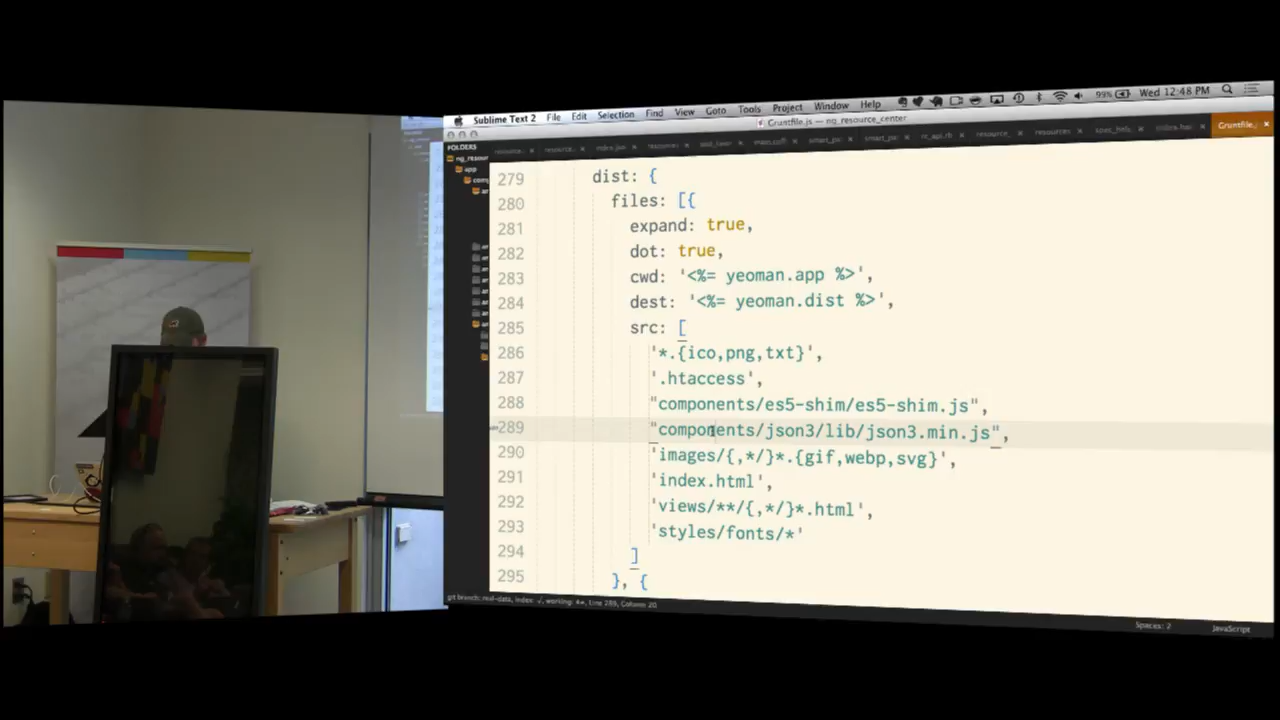 Sublime Text 2 File Edit Selection Find View Goto Tools Project Window Help 99% Wed 12:48 PM
Gruntfile.js — ng_resource_center
FOLDERS
app
Gruntfile.
279 dist: {
280 files: [{
281 expand: true,
282 dot: true,
283 cwd: '<%= yeoman.app %>',
284 dest: '<%= yeoman.dist %>',
285 src: [
286 '*.{ico,png,txt}',
287 '.htaccess',
288 "components/es5-shim/es5-shim.js",
289 "components/json3/lib/json3.min.js",
290 'images/{,*/}*.{gif,webp,svg}',
291 'index.html',
292 'views/**/{,*/}*.html',
293 'styles/fonts/*'
294 ]
295 }, {
Spaces: 2 JavaScript